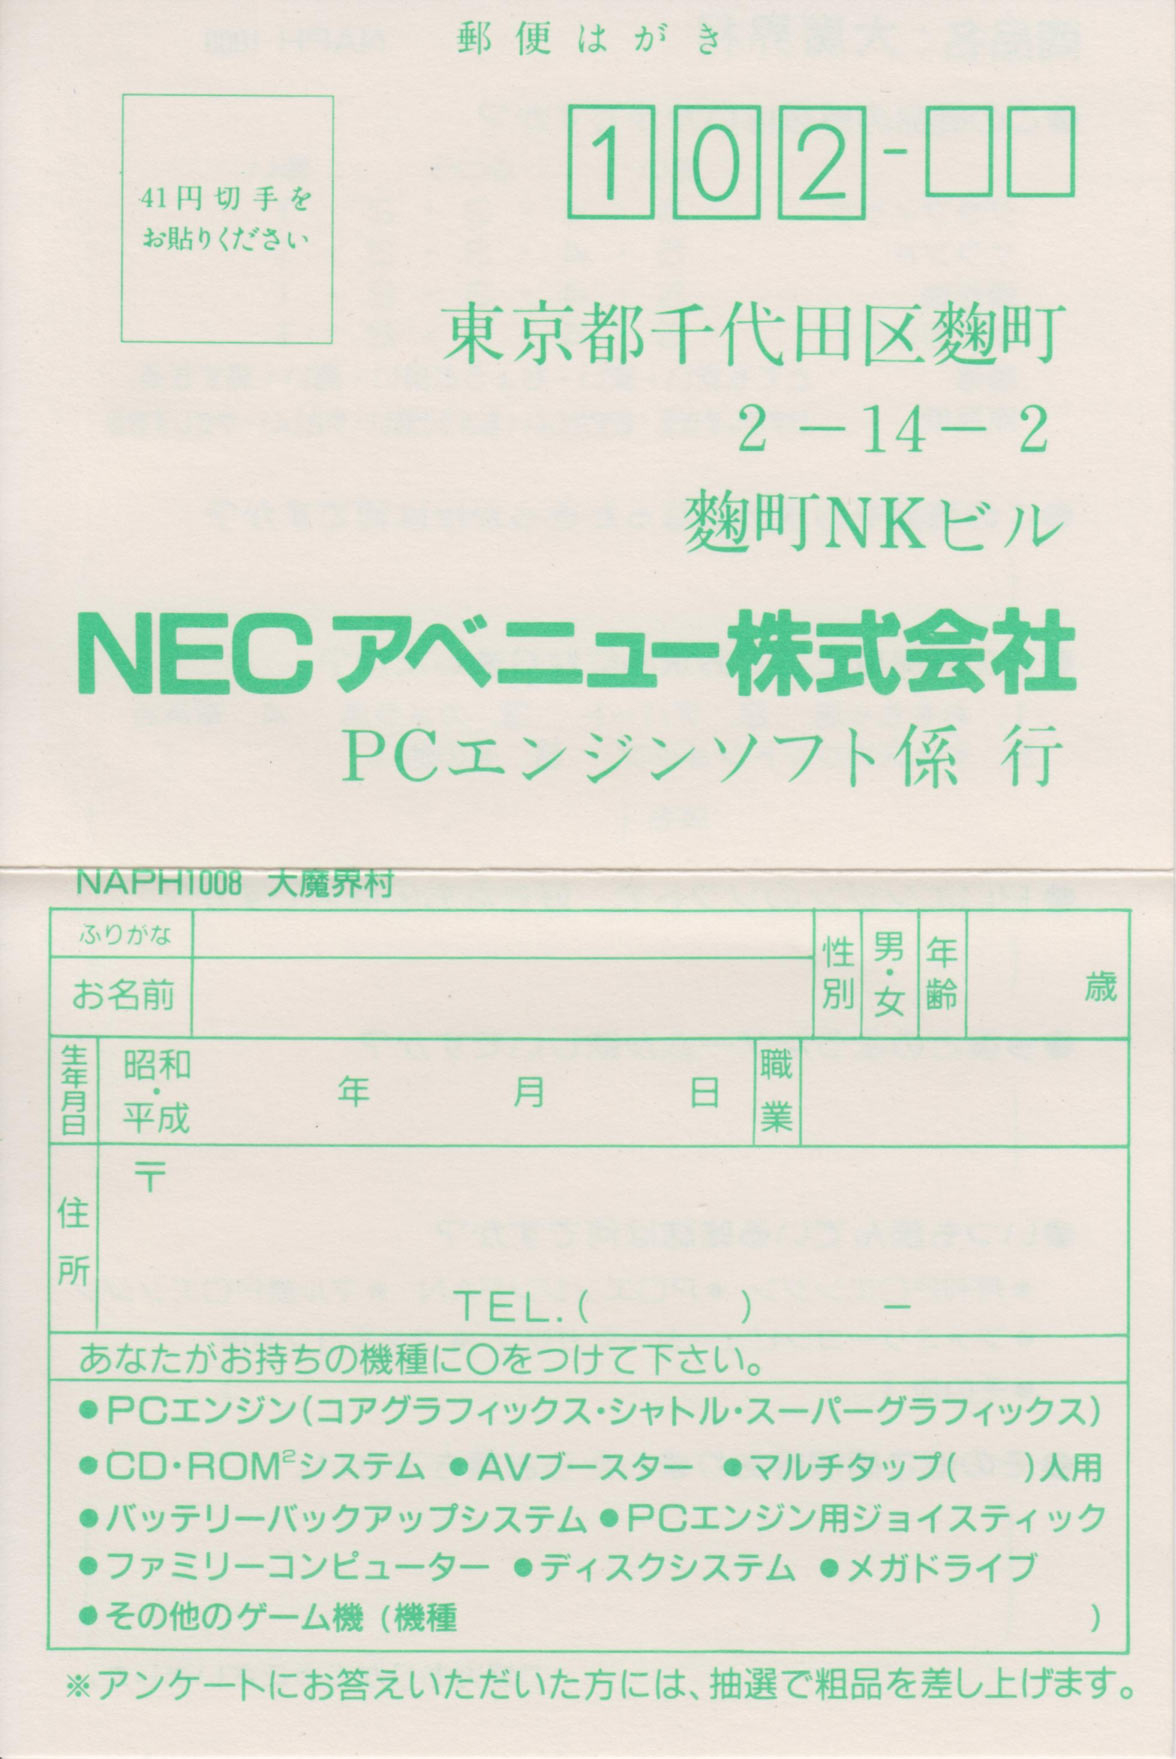 郵便はがき
102-
41円切手を
お貼りください
東京都千代田区麴町
2-14-2
麴町NKビル
NECアベニュー株式会社
PCエンジンソフト係 行
NAPH1008 大魔界村
ふりがな
お名前
性別
男・女
年齢
歳
生年月日
昭和・平成
年 月 日
職業
住所
〒
TEL.( ) -
あなたがお持ちの機種に○をつけて下さい。
●PCエンジン(コアグラフィックス・シャトル・スーパーグラフィックス)
●CD・ROM²システム ●AVブースター ●マルチタップ( )人用
●バッテリーバックアップシステム ●PCエンジン用ジョイスティック
●ファミリーコンピューター ●ディスクシステム ●メガドライブ
●その他のゲーム機(機種 )
※アンケートにお答えいただいた方には、抽選で粗品を差し上げます。